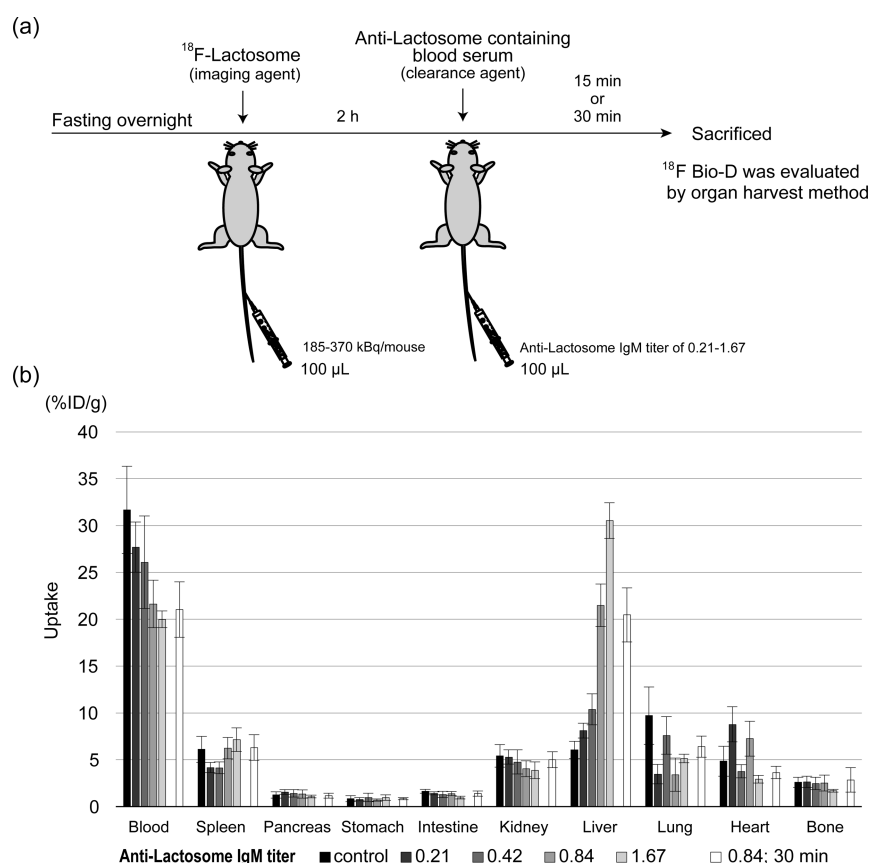 (a)
18F-Lactosome
(imaging agent)
Anti-Lactosome containing
blood serum
(clearance agent)
15 min
or
30 min
Fasting overnight
2 h
Sacrificed
18F Bio-D was evaluated
by organ harvest method
185-370 kBq/mouse
100 µL
Anti-Lactosome IgM titer of 0.21-1.67
100 µL
(b)
(%ID/g)
40
35
30
25
20
15
10
5
0
Uptake
Blood Spleen Pancreas Stomach Intestine Kidney Liver Lung Heart Bone
Anti-Lactosome IgM titer control 0.21 0.42 0.84 1.67 0.84; 30 min